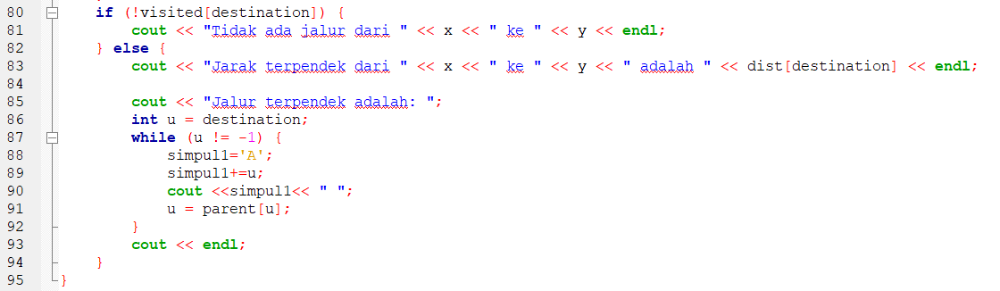 80 if (!visited[destination]) {
81 cout << "Tidak ada jalur dari " << x << " ke " << y << endl;
82 } else {
83 cout << "Jarak terpendek dari " << x << " ke " << y << " adalah " << dist[destination] << endl;
84
85 cout << "Jalur terpendek adalah: ";
86 int u = destination;
87 while (u != -1) {
88 simpul1='A';
89 simpul1+=u;
90 cout <<simpul1<< " ";
91 u = parent[u];
92 }
93 cout << endl;
94 }
95 }